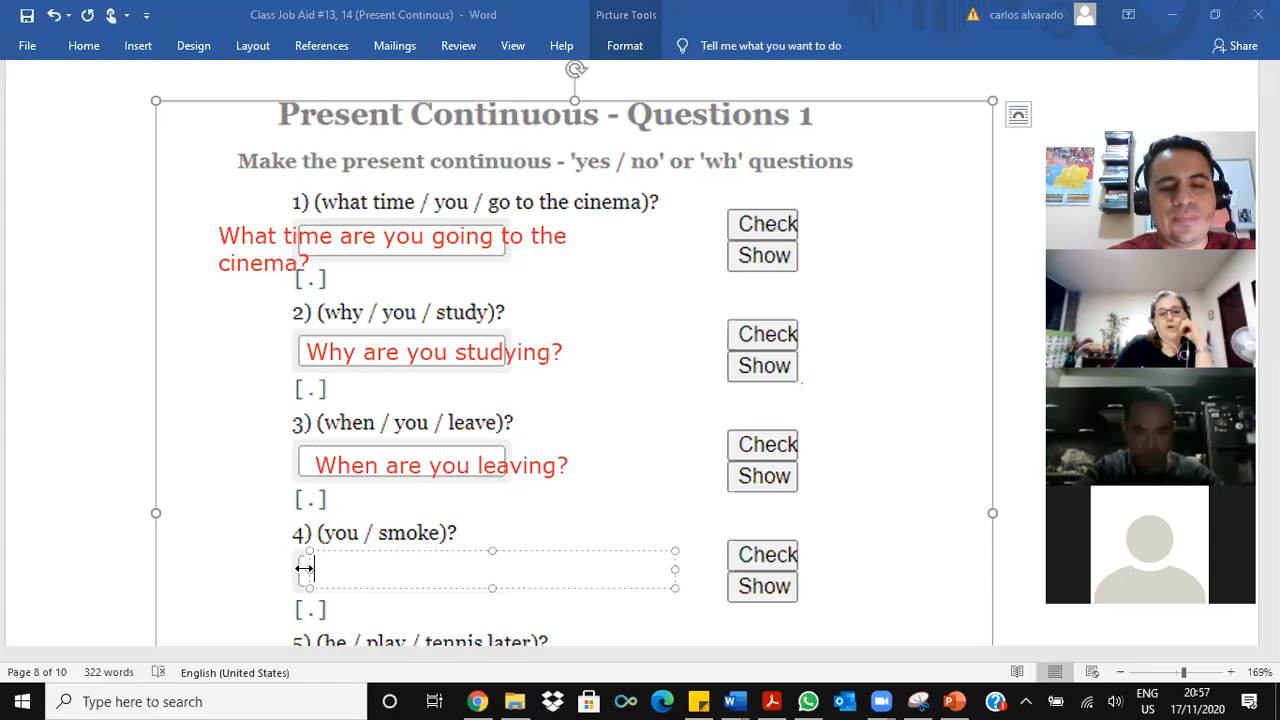 Class Job Aid #13, 14 (Present Continous) - Word
Picture Tools
carlos alvarado
File
Home
Insert
Design
Layout
References
Mailings
Review
View
Help
Format
Tell me what you want to do
Share
Present Continuous - Questions 1
Make the present continuous - 'yes / no' or 'wh' questions
1) (what time / you / go to the cinema)?
What time are you going to the
cinema?
[ . ]
Check
Show
2) (why / you / study)?
Why are you studying?
[ . ]
Check
Show
3) (when / you / leave)?
When are you leaving?
[ . ]
Check
Show
4) (you / smoke)?
[ . ]
Check
Show
5) (he / play / tennis later)?
Page 8 of 10
322 words
English (United States)
169%
Type here to search
ENG
US
20:57
17/11/2020